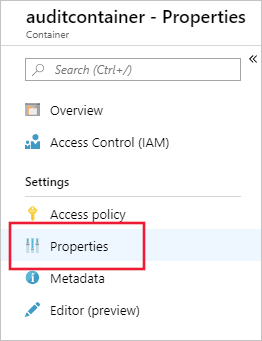 auditcontainer - Properties
Container
Search (Ctrl+/)
Overview
Access Control (IAM)
Settings
Access policy
Properties
Metadata
Editor (preview)